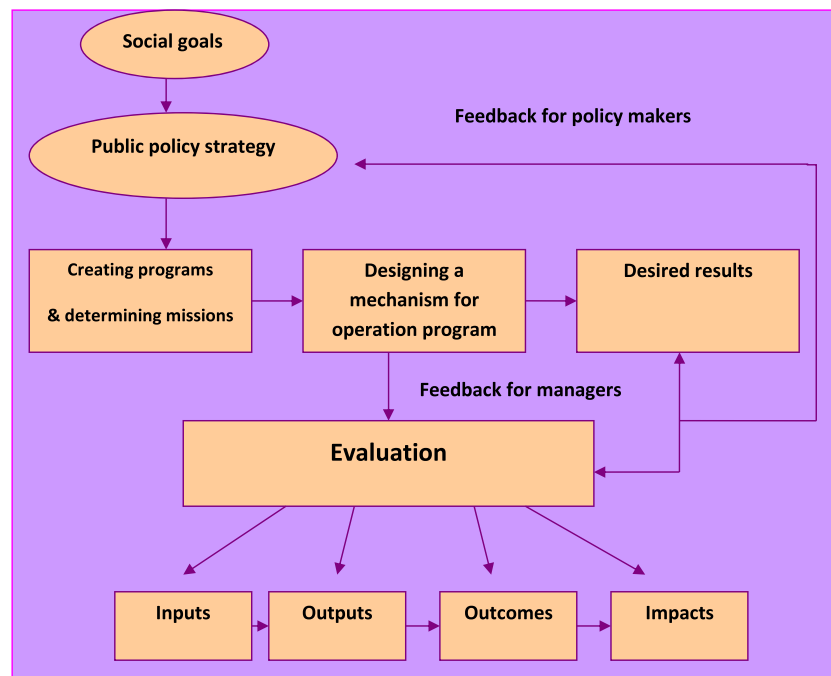 Social goals
Feedback for policy makers
Public policy strategy
Creating programs
& determining missions
Designing a
mechanism for
operation program
Desired results
Feedback for managers
Evaluation
Inputs
Outputs
Outcomes
Impacts